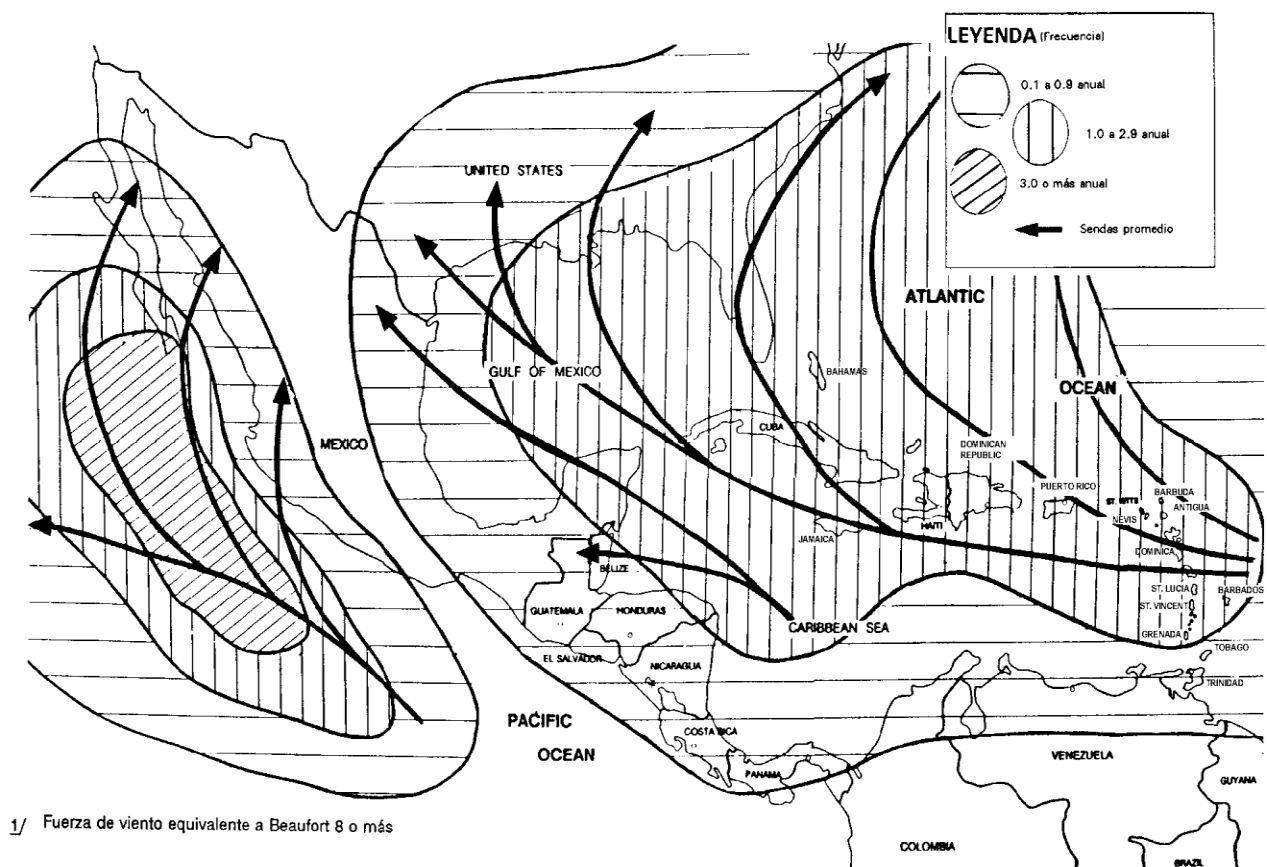 LEYENDA (Frecuencia)
0.1 a 0.9 anual
1.0 a 2.9 anual
3.0 o más anual
Sendas promedio
UNITED STATES
ATLANTIC
OCEAN
GULF OF MEXICO
BAHAMAS
MEXICO
CUBA
DOMINICAN
REPUBLIC
PUERTO RICO
ST. KITTS
NEVIS
BARBUDA
ANTIGUA
HAITI
JAMAICA
DOMINICA
BELIZE
ST. LUCIA
BARBADOS
ST. VINCENT
GUATEMALA
HONDURAS
CARIBBEAN SEA
GRENADA
EL SALVADOR
NICARAGUA
TOBAGO
TRINIDAD
PACIFIC
OCEAN
COSTA RICA
PANAMA
VENEZUELA
GUYANA
COLOMBIA
BRAZIL
1/ Fuerza de viento equivalente a Beaufort 8 o más